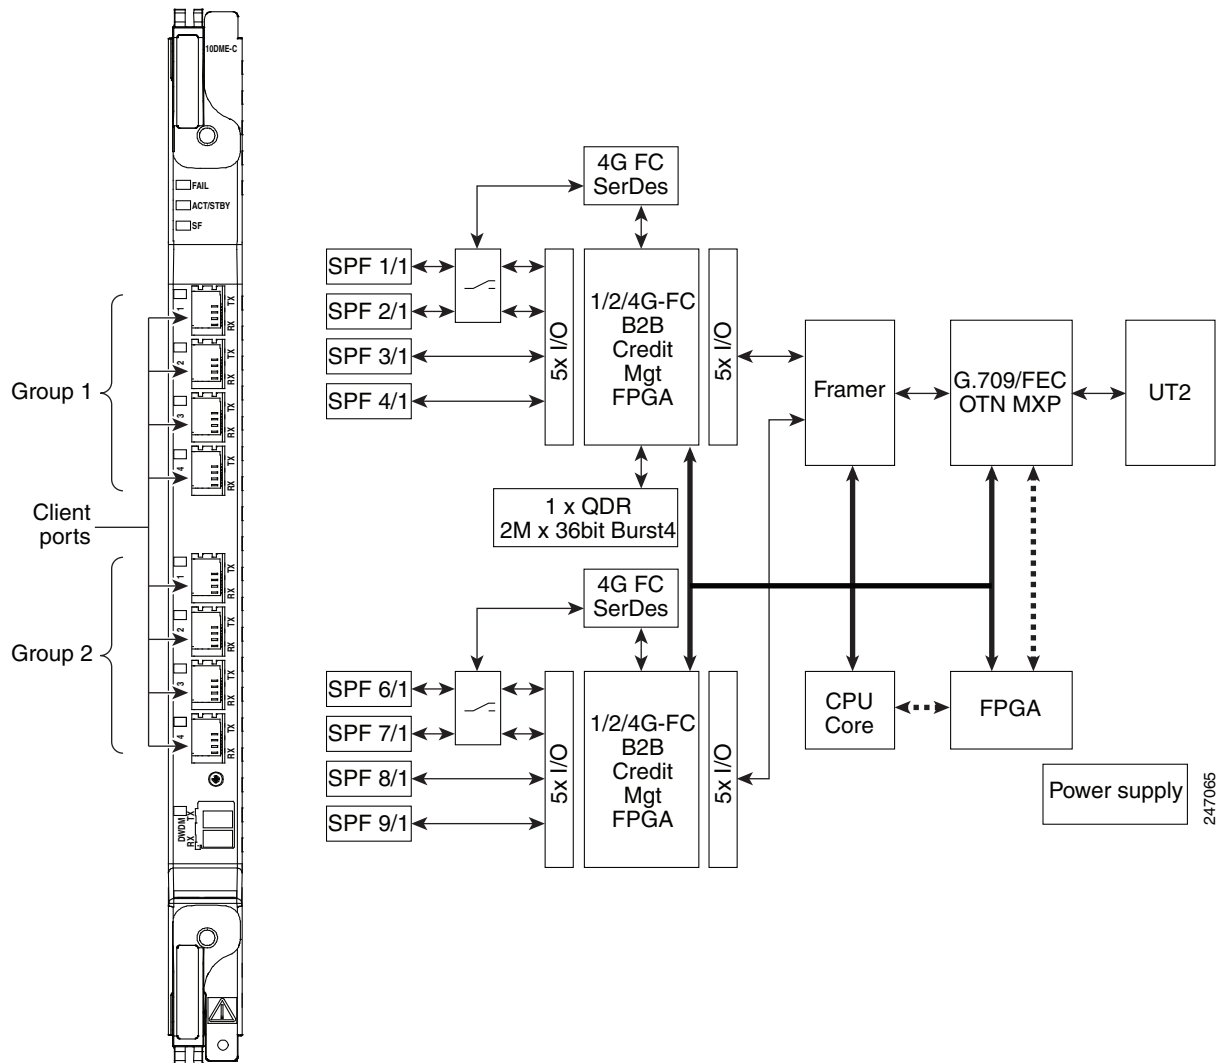 10DME-C
FAIL
ACT/STBY
SF
Group 1
1
TX
RX
2
TX
RX
3
TX
RX
4
TX
RX
Client
ports
Group 2
1
TX
RX
2
TX
RX
3
TX
RX
4
TX
RX
DWDM
TX
RX
4G FC
SerDes
SPF 1/1
SPF 2/1
SPF 3/1
SPF 4/1
5x I/O
1/2/4G-FC
B2B
Credit
Mgt
FPGA
5x I/O
Framer
G.709/FEC
OTN MXP
UT2
1 x QDR
2M x 36bit Burst4
4G FC
SerDes
SPF 6/1
SPF 7/1
SPF 8/1
SPF 9/1
5x I/O
1/2/4G-FC
B2B
Credit
Mgt
FPGA
5x I/O
CPU
Core
FPGA
Power supply
247065